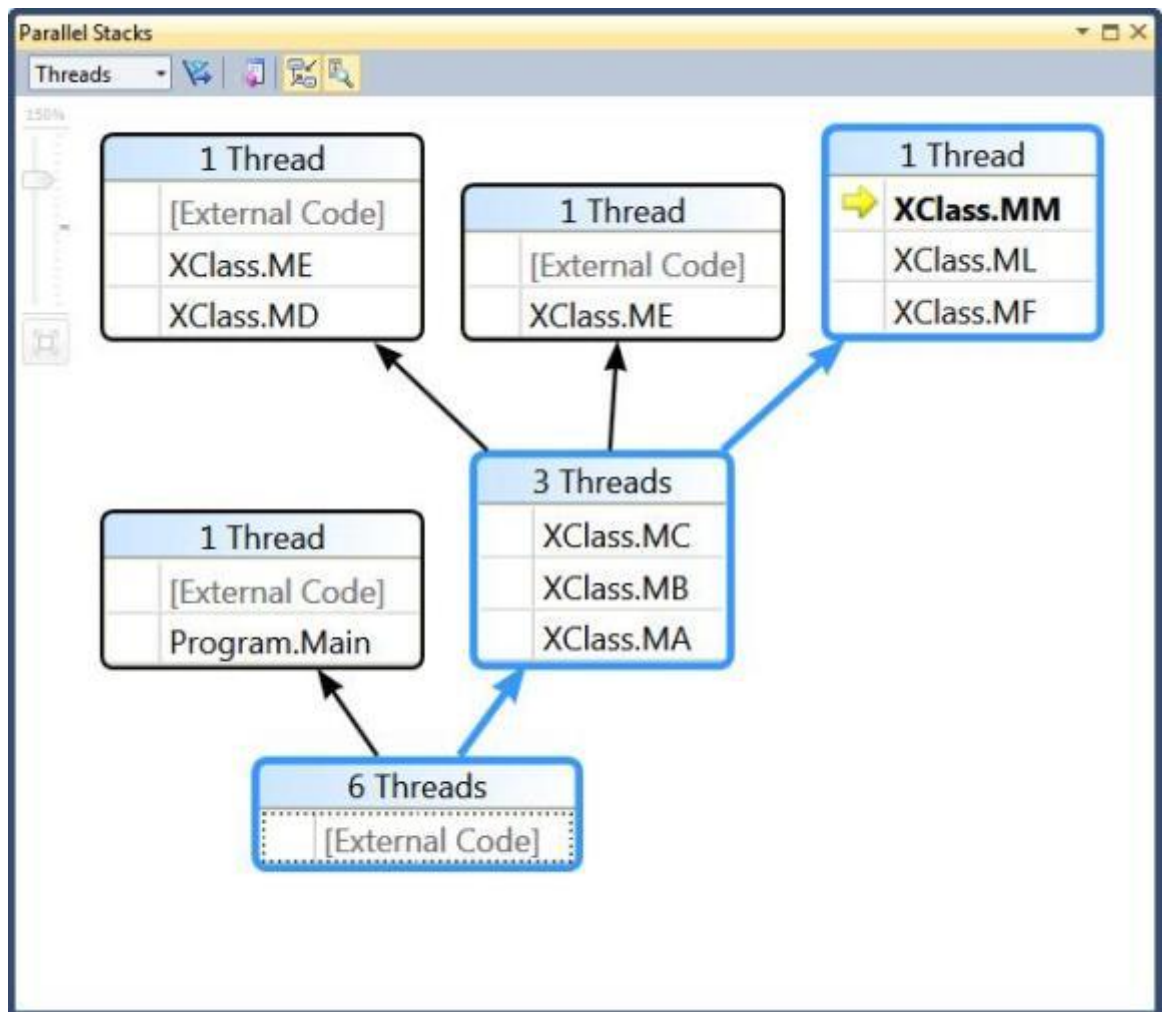 Parallel Stacks
Threads
150%
1 Thread
[External Code]
XClass.ME
XClass.MD
1 Thread
[External Code]
XClass.ME
1 Thread
XClass.MM
XClass.ML
XClass.MF
3 Threads
XClass.MC
XClass.MB
XClass.MA
1 Thread
[External Code]
Program.Main
6 Threads
[External Code]